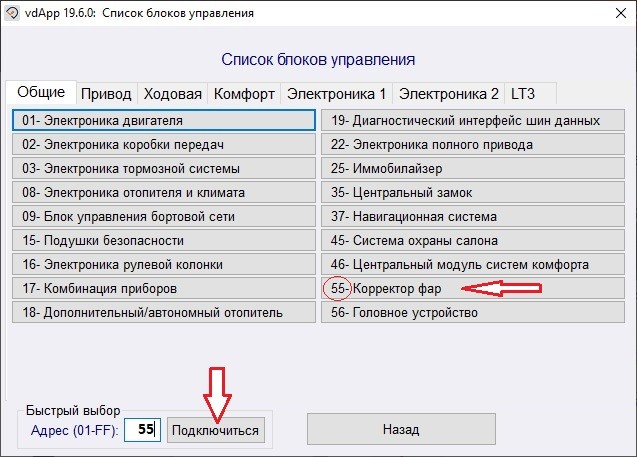 vdApp 19.6.0: Список блоков управления
Список блоков управления
Общие Привод Ходовая Комфорт Электроника 1 Электроника 2 LT3
01- Электроника двигателя
02- Электроника коробки передач
03- Электроника тормозной системы
08- Электроника отопителя и климата
09- Блок управления бортовой сети
15- Подушки безопасности
16- Электроника рулевой колонки
17- Комбинация приборов
18- Дополнительный/автономный отопитель
19- Диагностический интерфейс шин данных
22- Электроника полного привода
25- Иммобилайзер
35- Центральный замок
37- Навигационная система
45- Система охраны салона
46- Центральный модуль систем комфорта
55- Корректор фар
56- Головное устройство
Быстрый выбор
Адрес (01-FF): 55 Подключиться
Назад